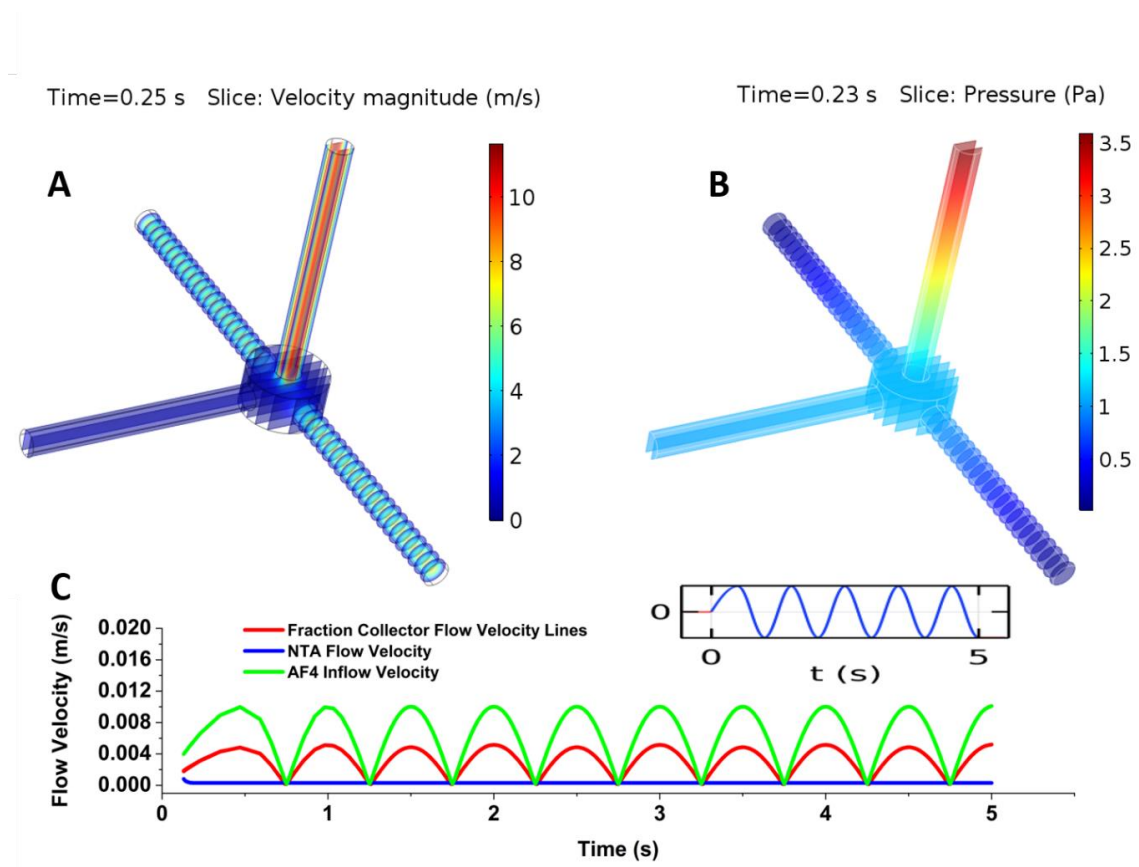 Time=0.25 s   Slice: Velocity magnitude (m/s)
A
10
8
6
4
2
0
Time=0.23 s   Slice: Pressure (Pa)
B
3.5
3
2.5
2
1.5
1
0.5
C
Flow Velocity (m/s)
0.020
0.016
0.012
0.008
0.004
0.000
Fraction Collector Flow Velocity Lines
NTA Flow Velocity
AF4 Inflow Velocity
0
0 5
t (s)
0 1 2 3 4 5
Time (s)